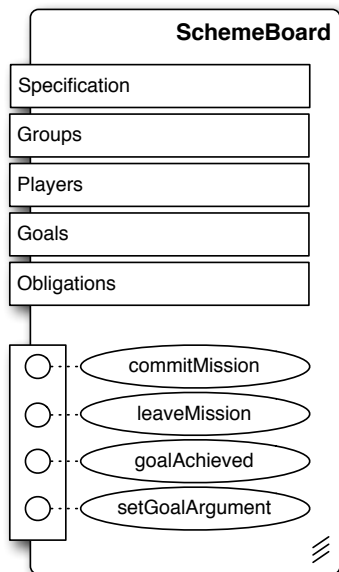 SchemeBoard
Specification
Groups
Players
Goals
Obligations
commitMission
leaveMission
goalAchieved
setGoalArgument